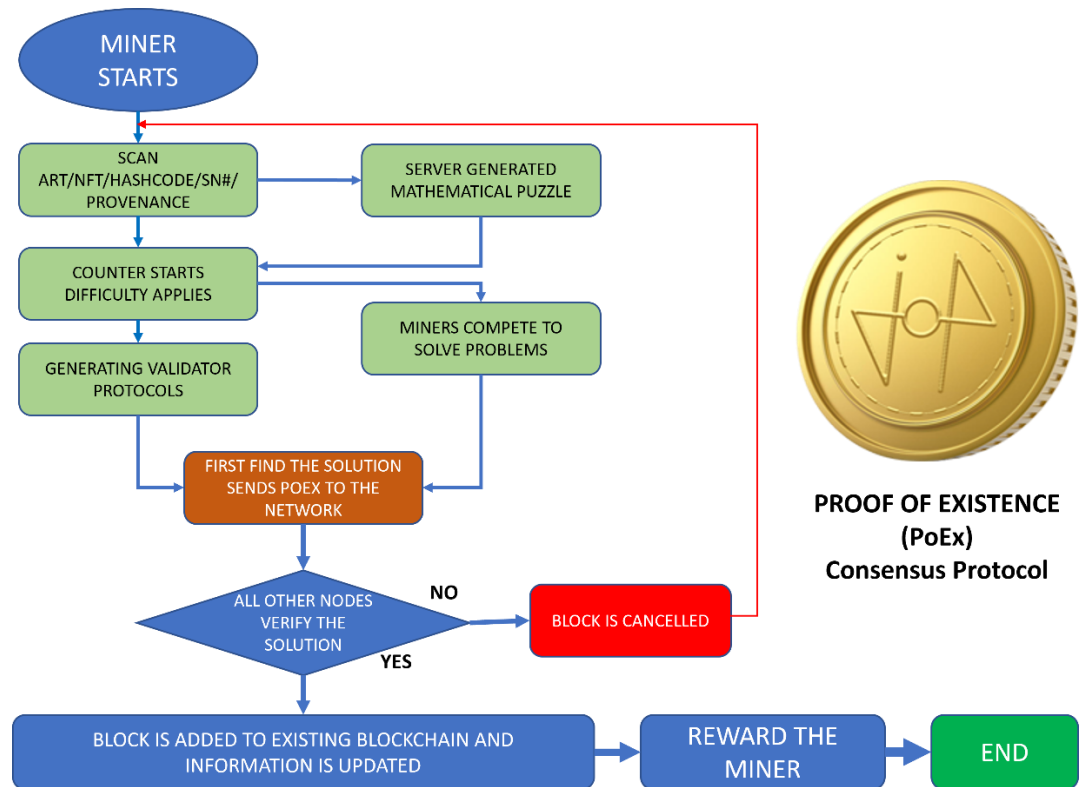 MINER
STARTS
SCAN
ART/NFT/HASHCODE/SN#/
PROVENANCE
SERVER GENERATED
MATHEMATICAL PUZZLE
COUNTER STARTS
DIFFICULTY APPLIES
MINERS COMPETE TO
SOLVE PROBLEMS
GENERATING VALIDATOR
PROTOCOLS
FIRST FIND THE SOLUTION
SENDS POEX TO THE
NETWORK
PROOF OF EXISTENCE
(PoEx)
Consensus Protocol
ALL OTHER NODES
VERIFY THE
SOLUTION
NO
YES
BLOCK IS CANCELLED
BLOCK IS ADDED TO EXISTING BLOCKCHAIN AND
INFORMATION IS UPDATED
REWARD THE
MINER
END